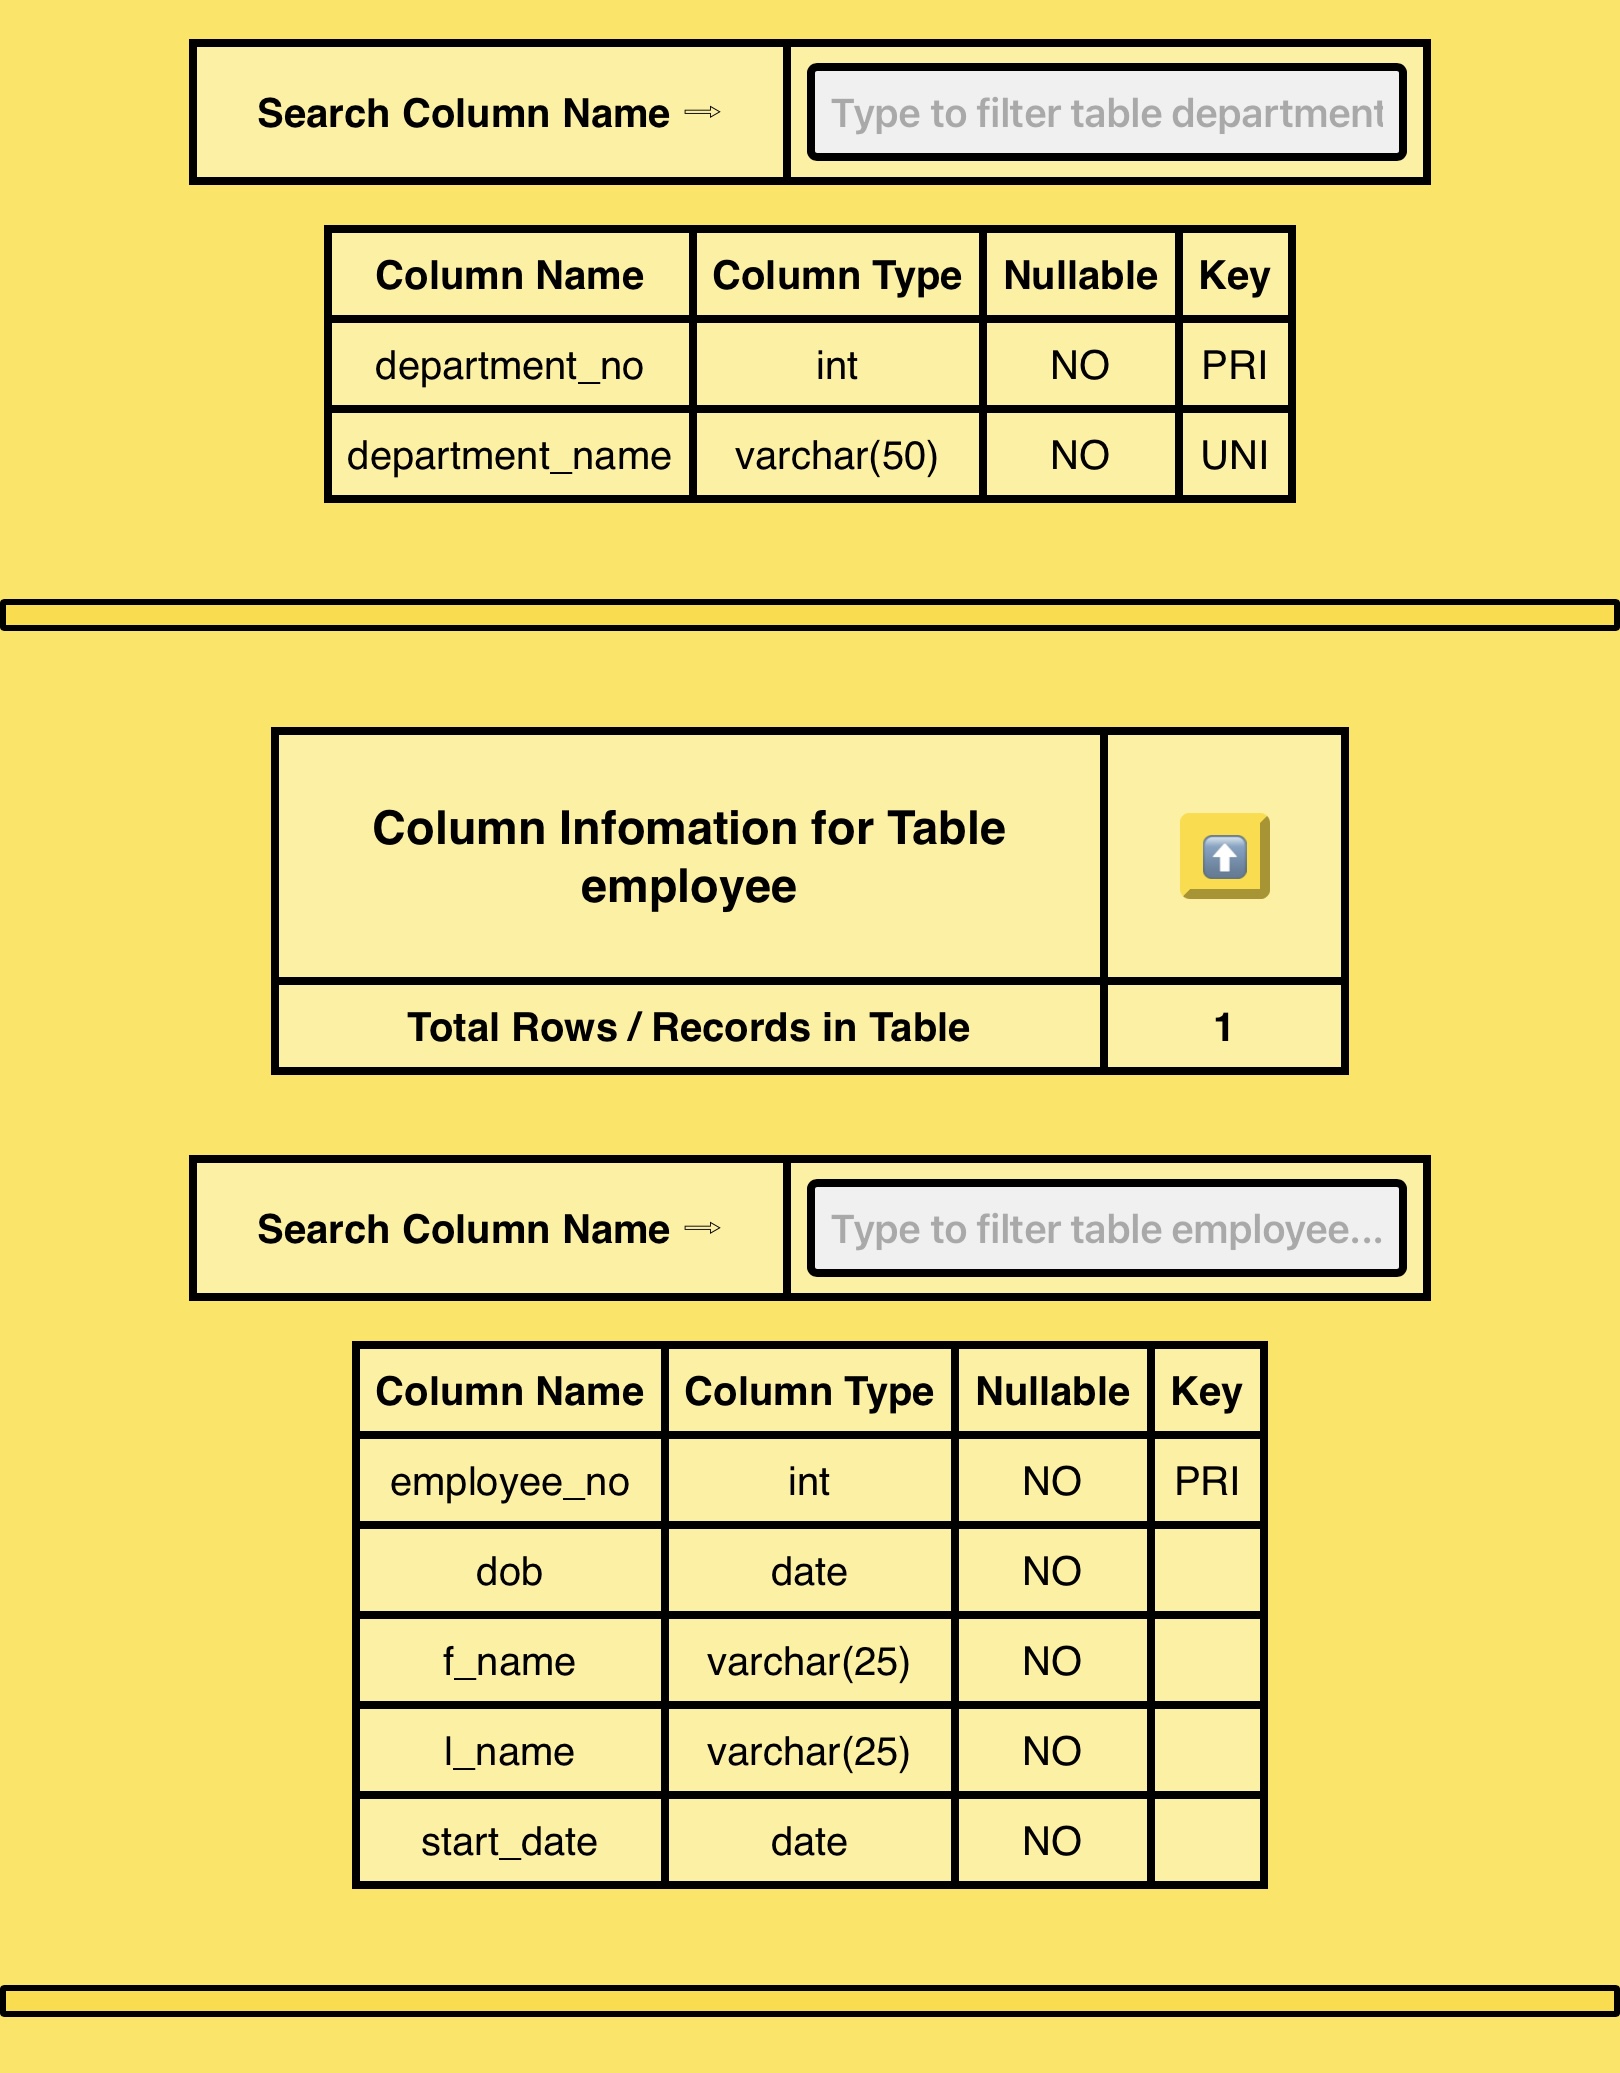 Search Column Name ⇨ Type to filter table department
Column Name Column Type Nullable Key
department_no int NO PRI
department_name varchar(50) NO UNI
Column Infomation for Table
employee
Total Rows / Records in Table 1
Search Column Name ⇨ Type to filter table employee...
Column Name Column Type Nullable Key
employee_no int NO PRI
dob date NO
f_name varchar(25) NO
l_name varchar(25) NO
start_date date NO